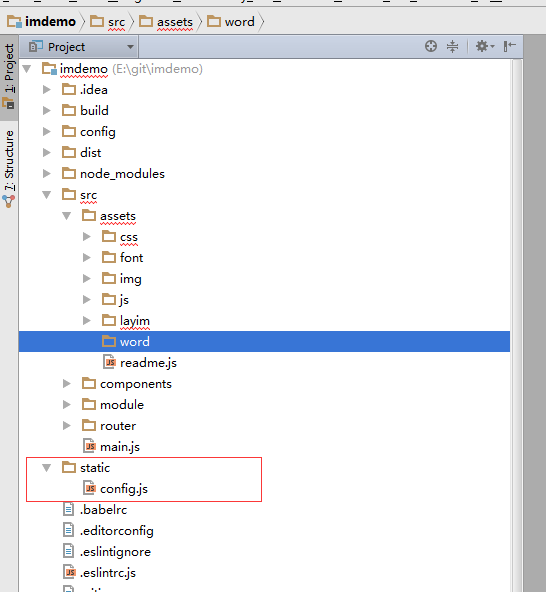 imdemo src assets word
Project
1: Project
7: Structure
imdemo (E:\git\imdemo)
.idea
build
config
dist
node_modules
src
assets
css
font
img
js
layim
word
readme.js
components
module
router
main.js
static
config.js
.babelrc
.editorconfig
.eslintignore
.eslintrc.js